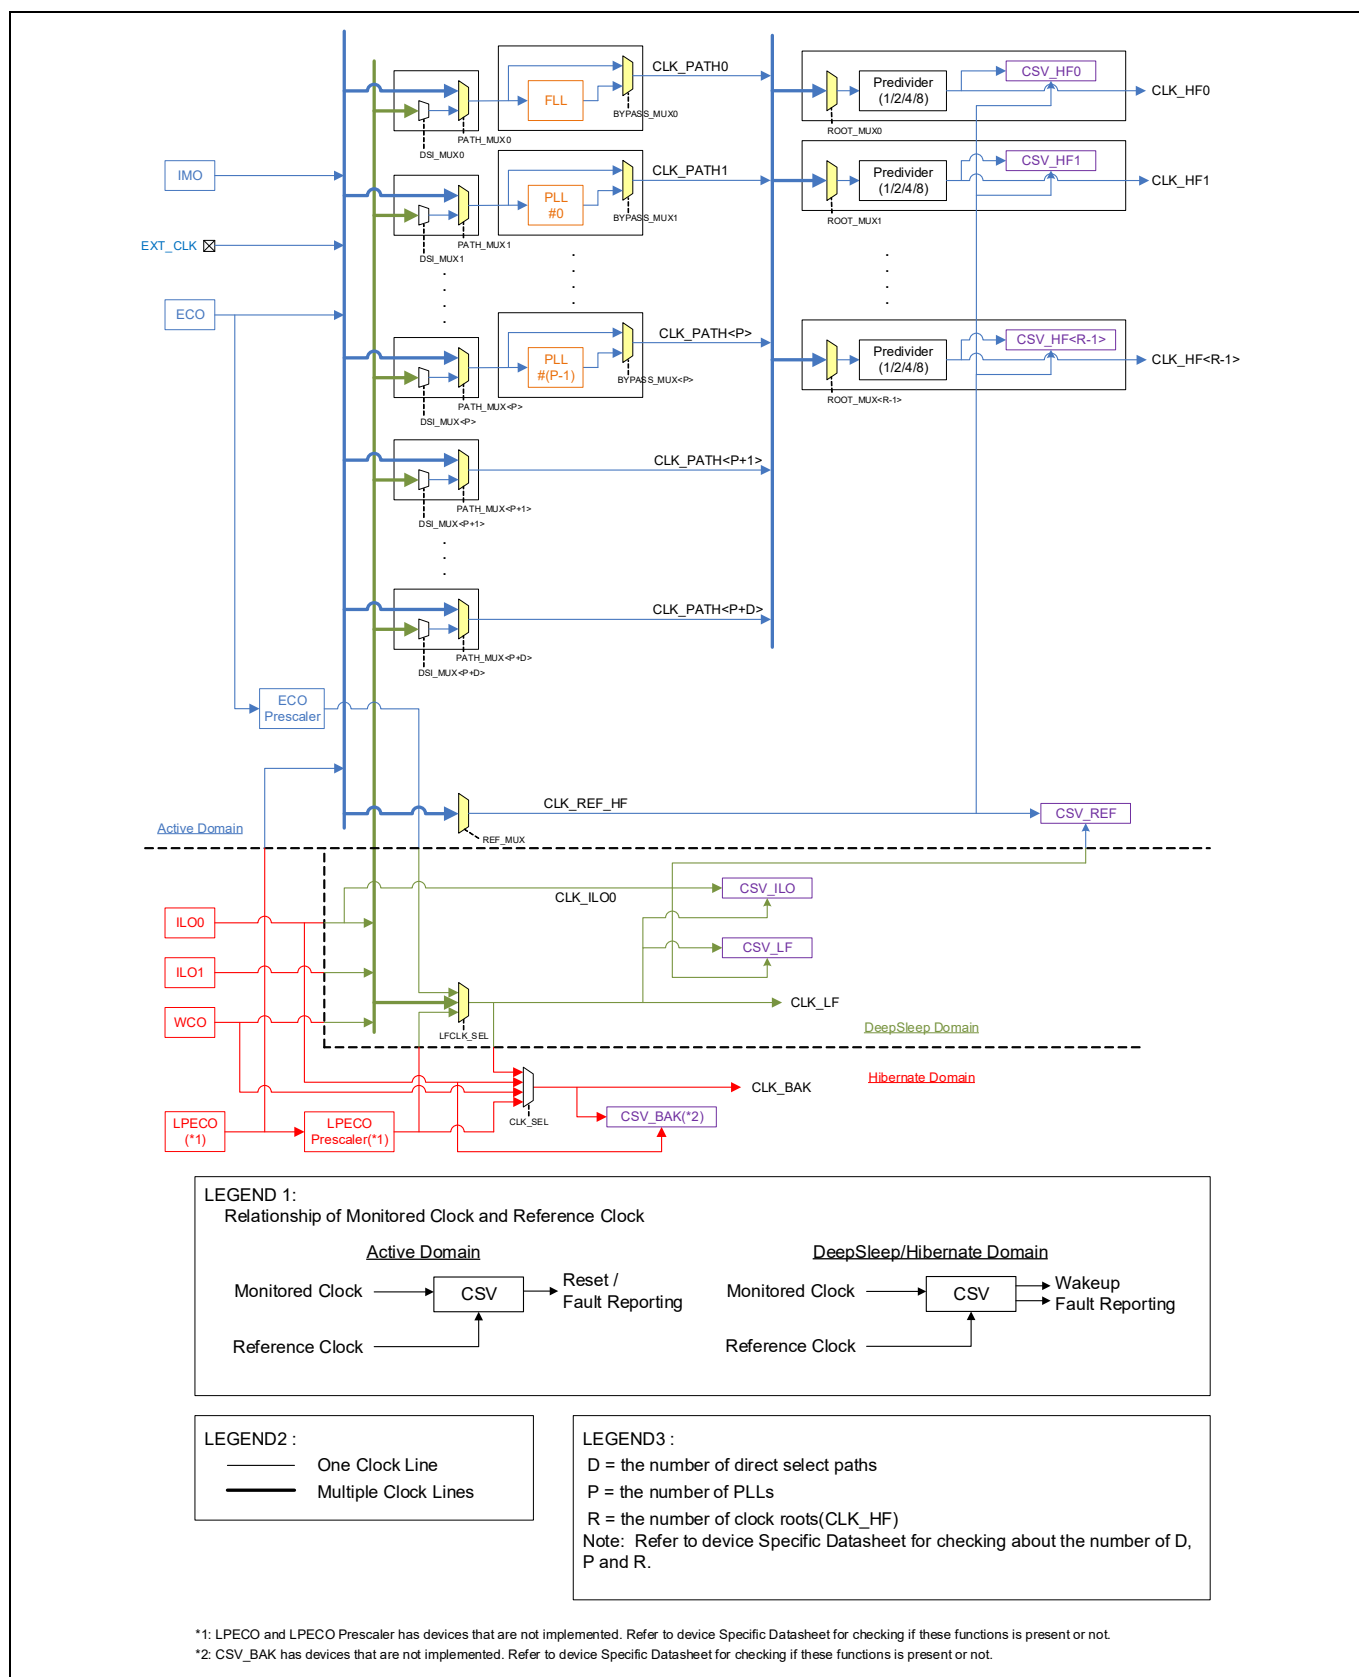 CLK_PATH0
CSV_HF0
Predivider
(1/2/4/8)
FLL
CLK_HF0
BYPASS_MUX0
ROOT_MUX0
PATH_MUX0
DSI_MUX0
IMO
CLK_PATH1
CSV_HF1
Predivider
(1/2/4/8)
PLL
#0
CLK_HF1
BYPASS_MUX1
ROOT_MUX1
EXT_CLK
PATH_MUX1
DSI_MUX1
ECO
CLK_PATH<P>
CSV_HF<R-1>
Predivider
(1/2/4/8)
PLL
#(P-1)
CLK_HF<R-1>
BYPASS_MUX<P>
ROOT_MUX<R-1>
PATH_MUX<P>
DSI_MUX<P>
CLK_PATH<P+1>
PATH_MUX<P+1>
DSI_MUX<P+1>
CLK_PATH<P+D>
PATH_MUX<P+D>
DSI_MUX<P+D>
ECO
Prescaler
CLK_REF_HF
CSV_REF
Active Domain
REF_MUX
CSV_ILO
CLK_ILO0
ILO0
CSV_LF
ILO1
CLK_LF
WCO
LFCLK_SEL
DeepSleep Domain
Hibernate Domain
CLK_BAK
LPECO
(*1)
LPECO
Prescaler(*1)
CLK_SEL
CSV_BAK(*2)
LEGEND 1:
Relationship of Monitored Clock and Reference Clock
Active Domain
DeepSleep/Hibernate Domain
Monitored Clock
CSV
Reset /
Fault Reporting
Reference Clock
Monitored Clock
CSV
Wakeup
Fault Reporting
Reference Clock
LEGEND2 :
One Clock Line
Multiple Clock Lines
LEGEND3 :
D = the number of direct select paths
P = the number of PLLs
R = the number of clock roots(CLK_HF)
Note: Refer to device Specific Datasheet for checking about the number of D,
P and R.
*1: LPECO and LPECO Prescaler has devices that are not implemented. Refer to device Specific Datasheet for checking if these functions is present or not.
*2: CSV_BAK has devices that are not implemented. Refer to device Specific Datasheet for checking if these functions is present or not.